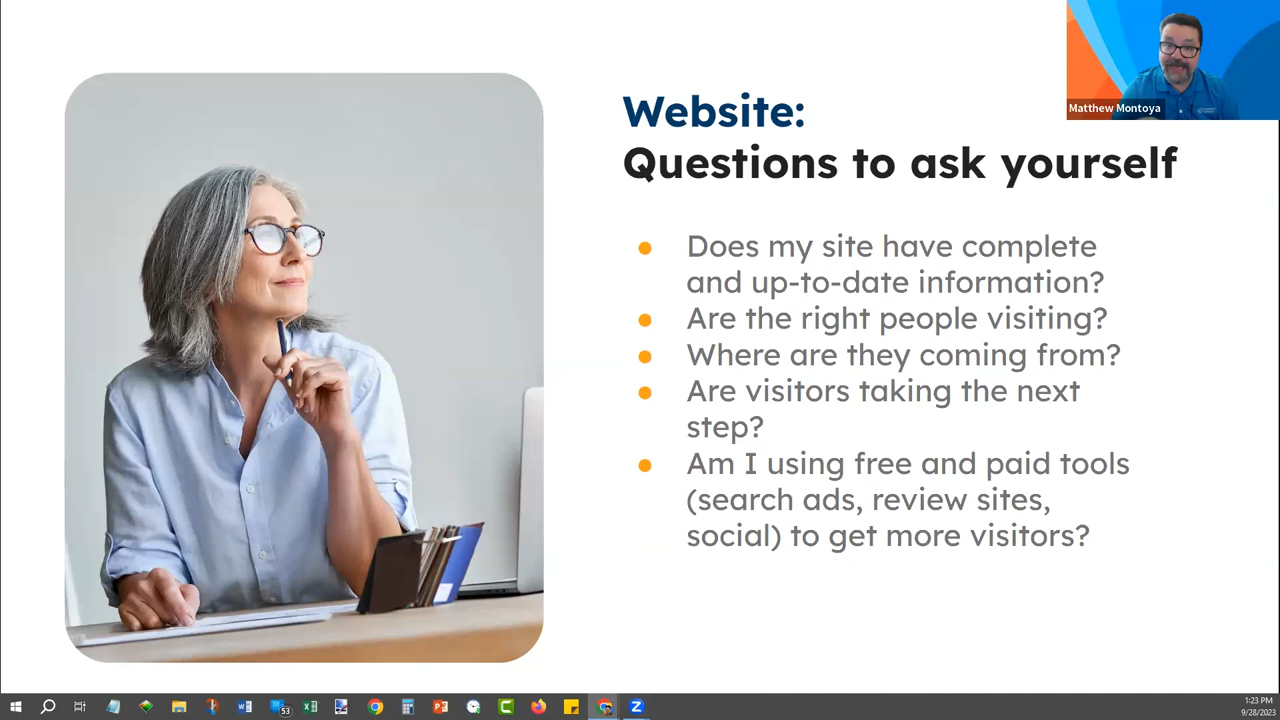 Matthew Montoya
Website:
Questions to ask yourself
● Does my site have complete
and up-to-date information?
● Are the right people visiting?
● Where are they coming from?
● Are visitors taking the next
step?
● Am I using free and paid tools
(search ads, review sites,
social) to get more visitors?
53
1:23 PM
9/28/2023